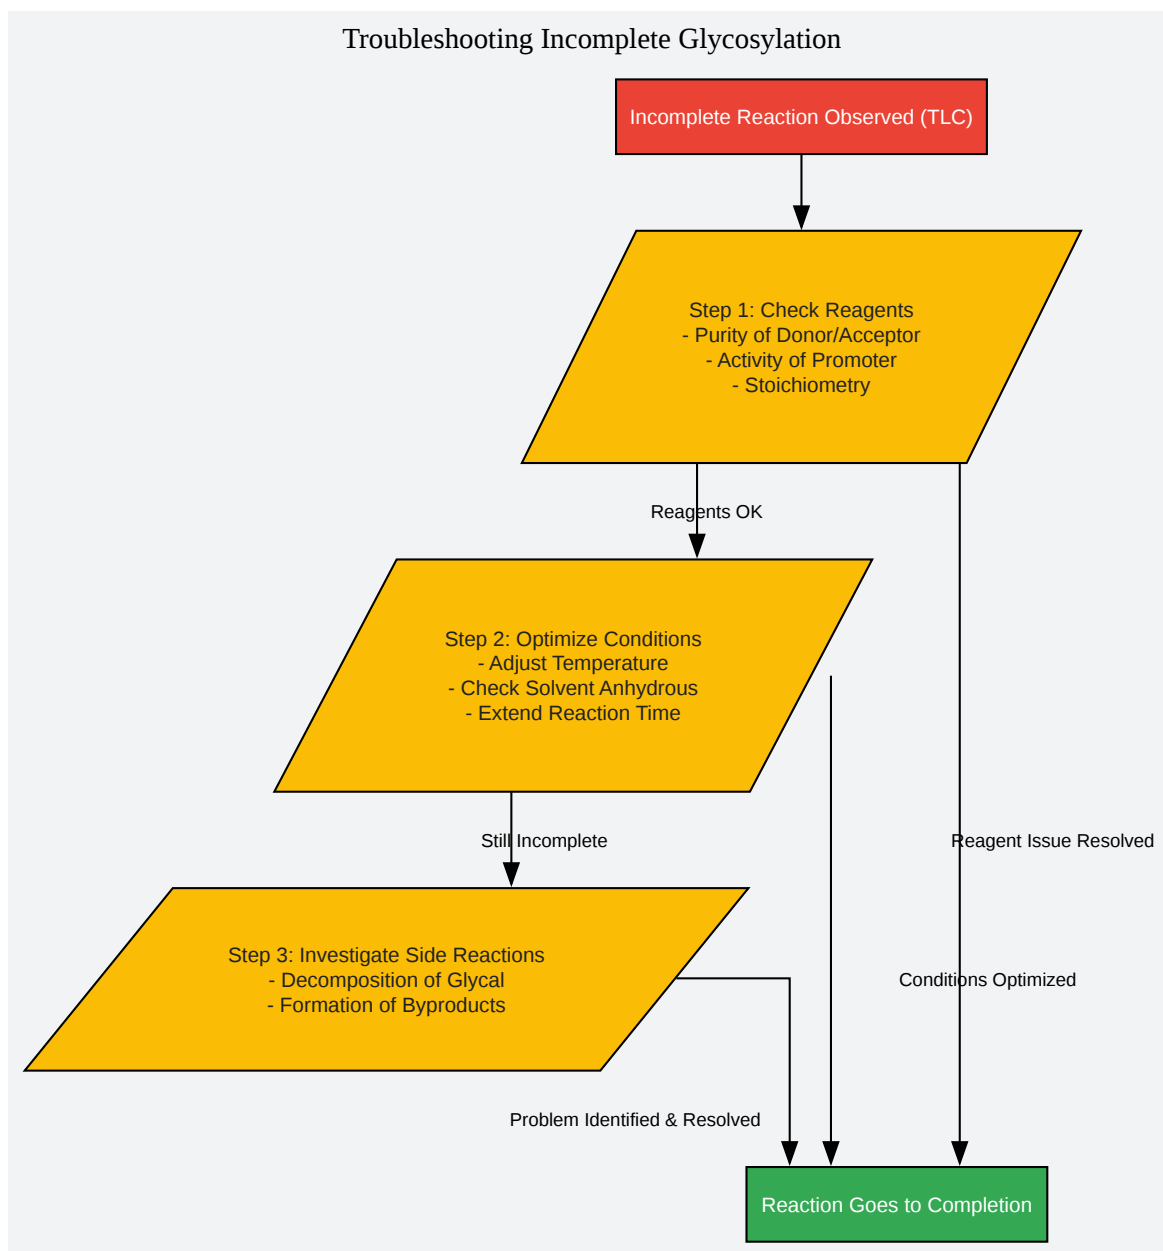 Troubleshooting Incomplete Glycosylation
Incomplete Reaction Observed (TLC)
Step 1: Check Reagents
- Purity of Donor/Acceptor
- Activity of Promoter
- Stoichiometry
Reagents OK
Step 2: Optimize Conditions
- Adjust Temperature
- Check Solvent Anhydrous
- Extend Reaction Time
Still Incomplete
Reagent Issue Resolved
Step 3: Investigate Side Reactions
- Decomposition of Glycal
- Formation of Byproducts
Conditions Optimized
Problem Identified & Resolved
Reaction Goes to Completion